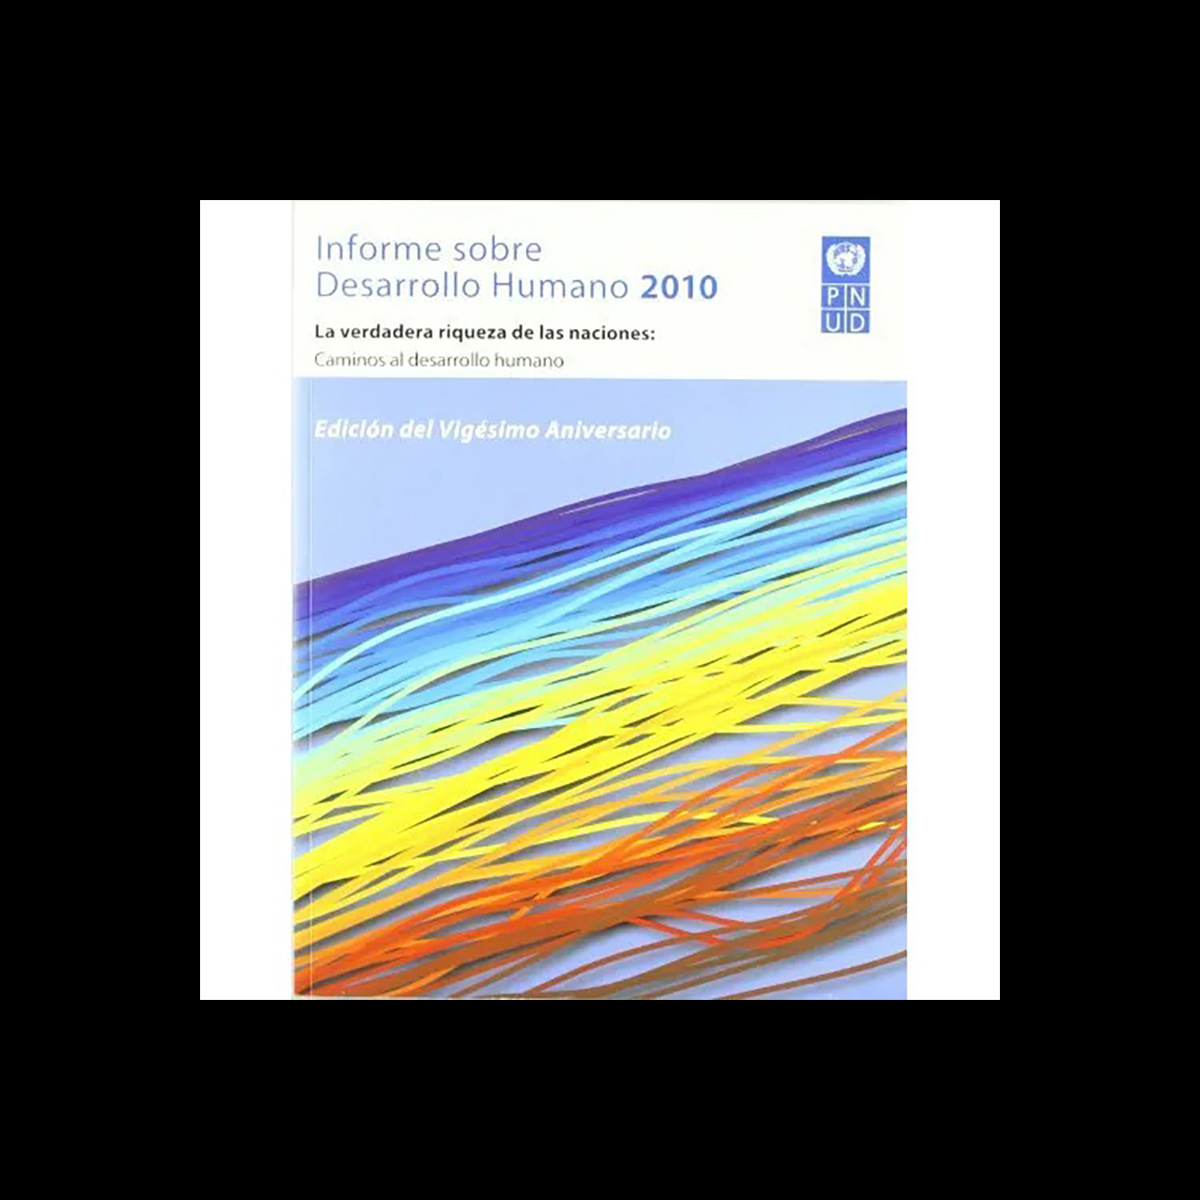 Informe sobre
Desarrollo Humano 2010
La verdadera riqueza de las naciones:
Caminos al desarrollo humano
P N
U D
Edición del Vigésimo Aniversario